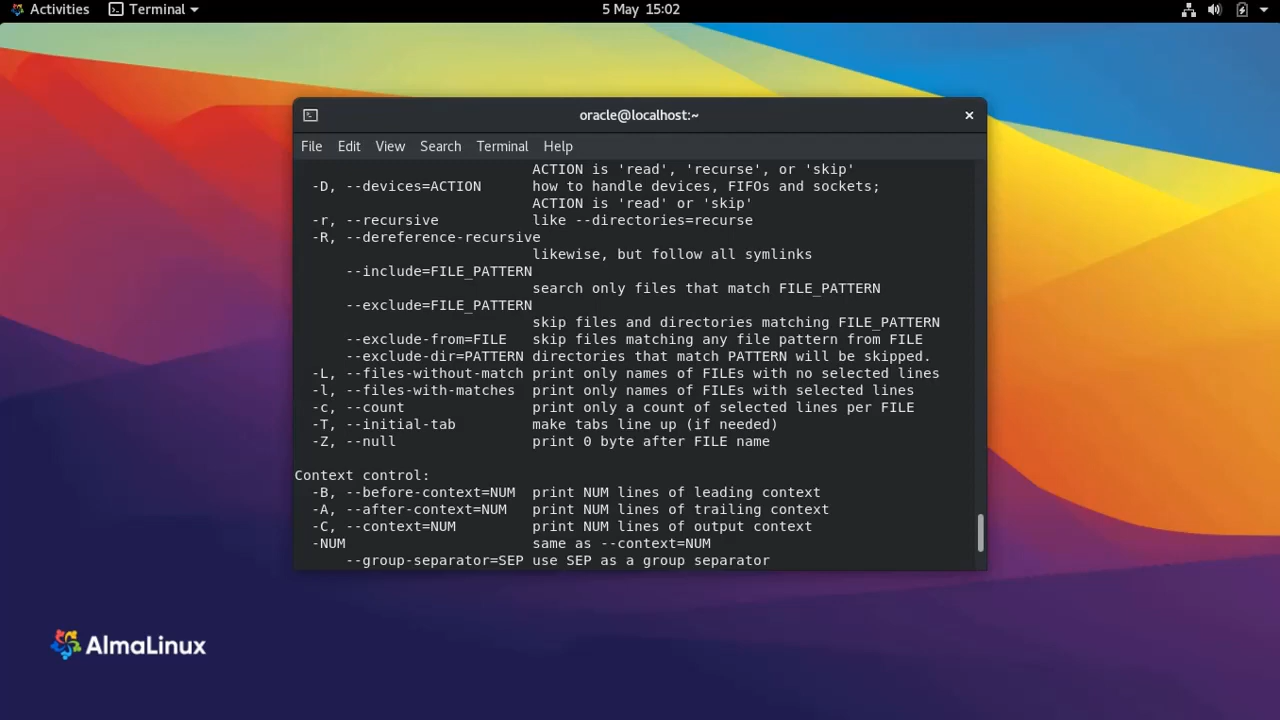 Activities Terminal 5 May 15:02
oracle@localhost:~
File Edit View Search Terminal Help
ACTION is 'read', 'recurse', or 'skip'
-D, --devices=ACTION how to handle devices, FIFOs and sockets;
ACTION is 'read' or 'skip'
-r, --recursive like --directories=recurse
-R, --dereference-recursive
likewise, but follow all symlinks
--include=FILE_PATTERN
search only files that match FILE_PATTERN
--exclude=FILE_PATTERN
skip files and directories matching FILE_PATTERN
--exclude-from=FILE skip files matching any file pattern from FILE
--exclude-dir=PATTERN directories that match PATTERN will be skipped.
-L, --files-without-match print only names of FILEs with no selected lines
-l, --files-with-matches print only names of FILEs with selected lines
-c, --count print only a count of selected lines per FILE
-T, --initial-tab make tabs line up (if needed)
-Z, --null print 0 byte after FILE name
Context control:
-B, --before-context=NUM print NUM lines of leading context
-A, --after-context=NUM print NUM lines of trailing context
-C, --context=NUM print NUM lines of output context
-NUM same as --context=NUM
--group-separator=SEP use SEP as a group separator
AlmaLinux